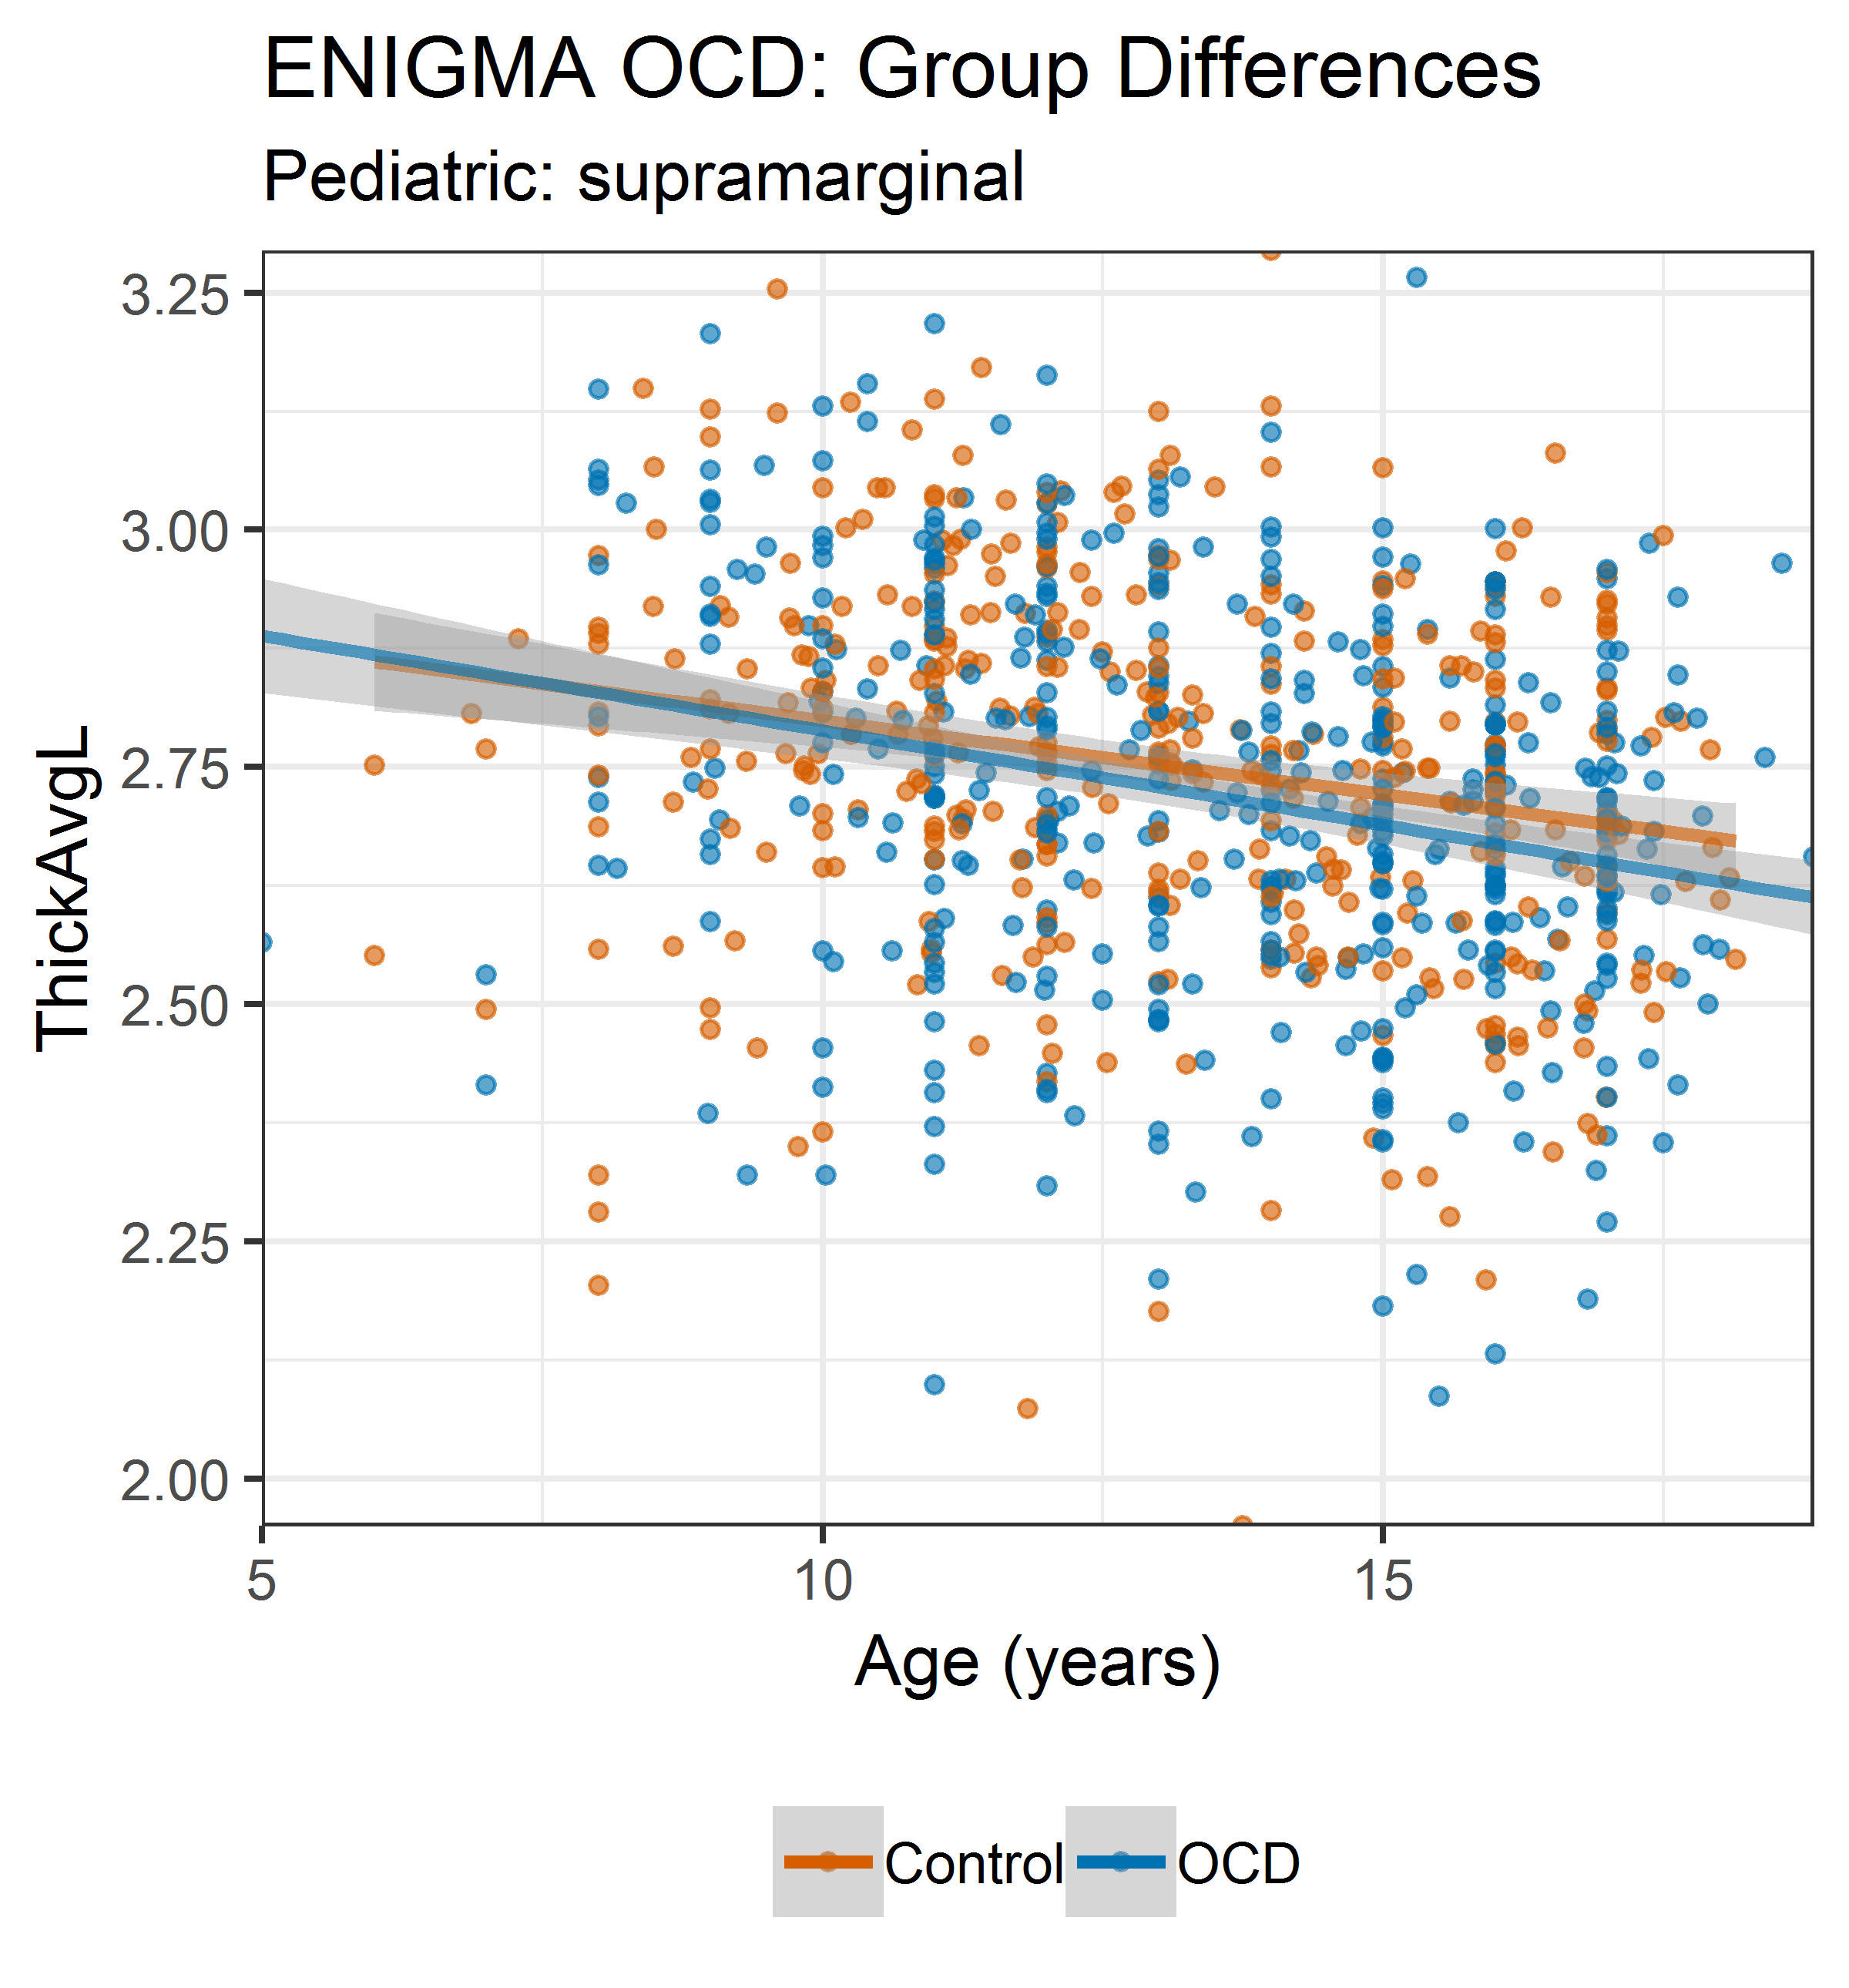 ENIGMA OCD: Group Differences
Pediatric: supramarginal
ThickAvgL
3.25
3.00
2.75
2.50
2.25
2.00
5
10
15
Age (years)
Control
OCD